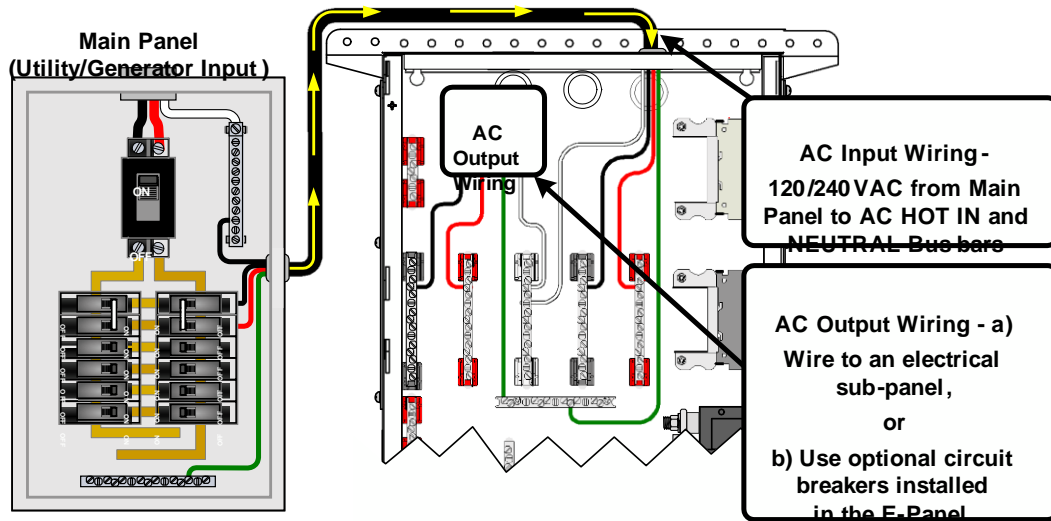 Main Panel
(Utility/Generator Input )
ON
OFF
AC
Output
Wiring
AC Input Wiring -
120/240 VAC from Main
Panel to AC HOT IN and
NEUTRAL Bus bars
AC Output Wiring - a)
Wire to an electrical
sub-panel,
or
b) Use optional circuit
breakers installed
in the E-Panel